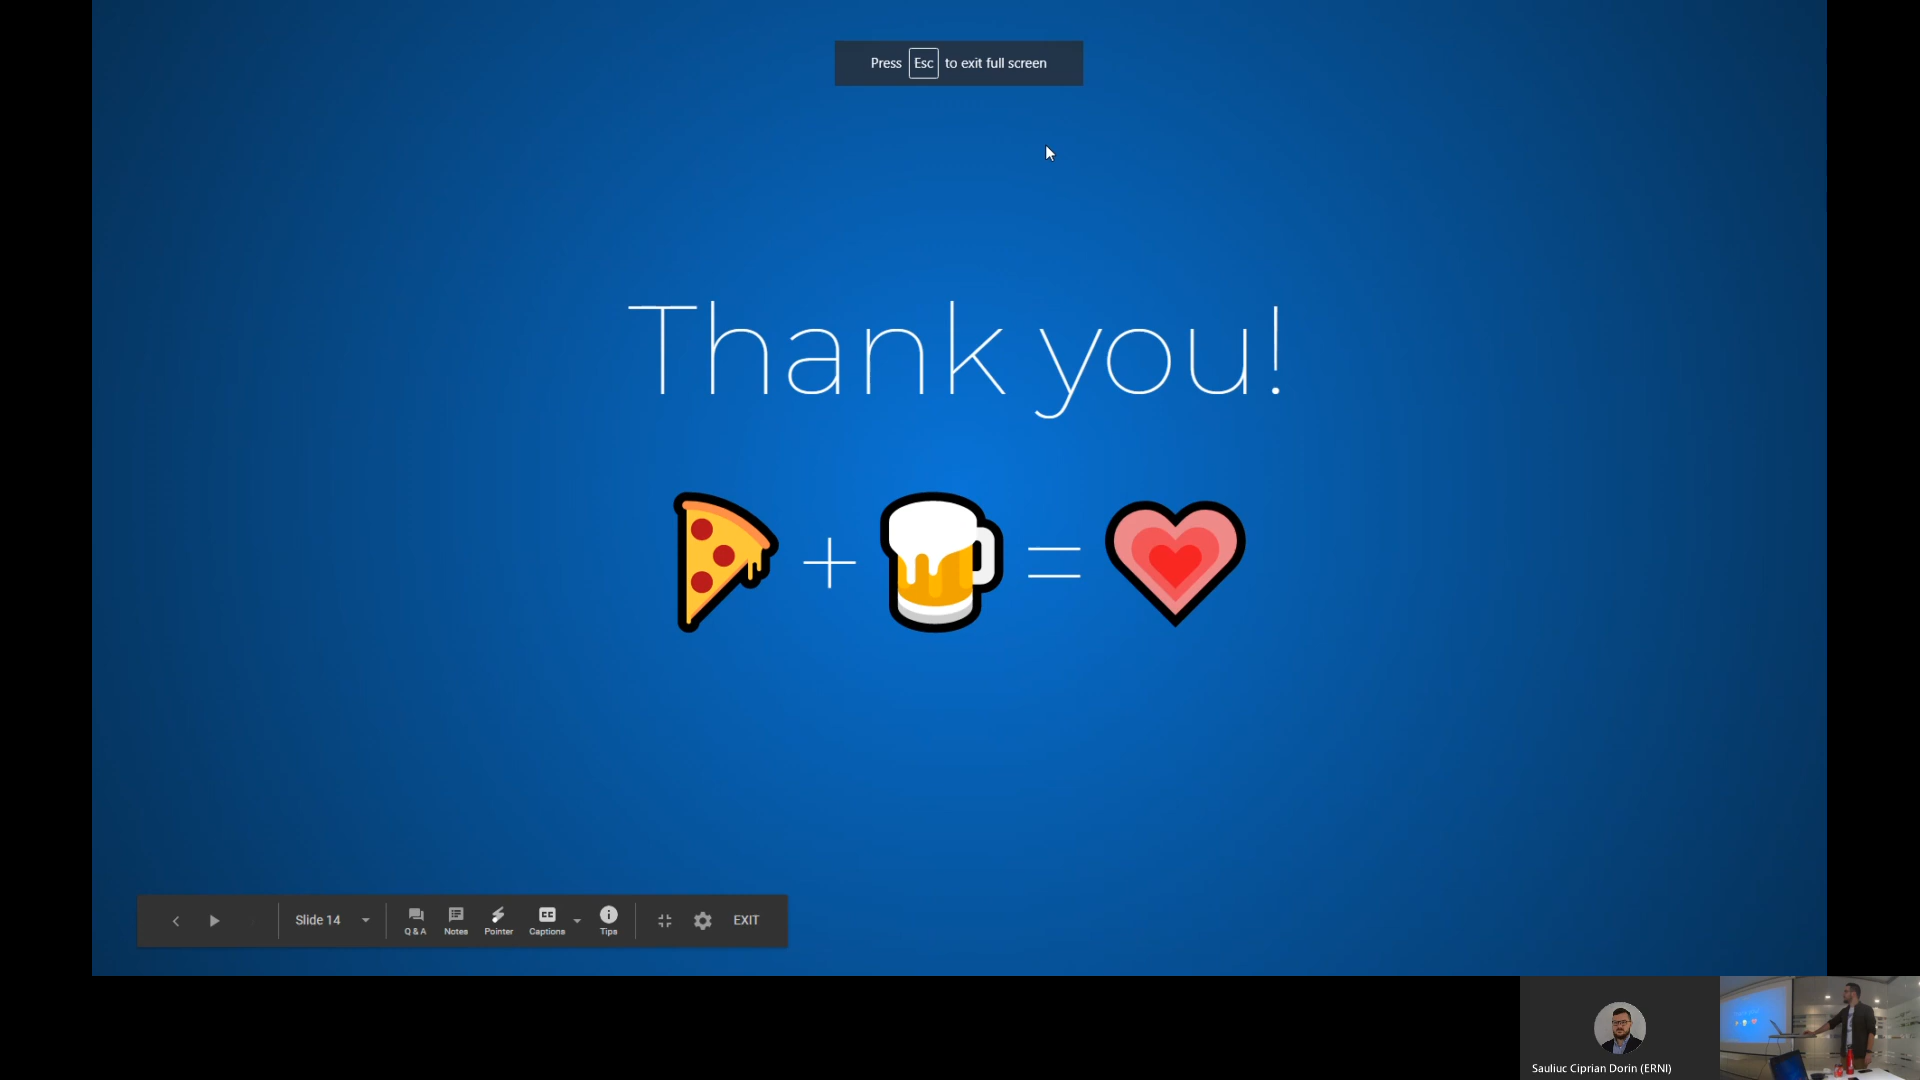 Press Esc to exit full screen
Thank you!
+ =
Slide 14
Q & A Notes Pointer CC Captions Tips EXIT
Sauliuc Ciprian Dorin (ERNI)